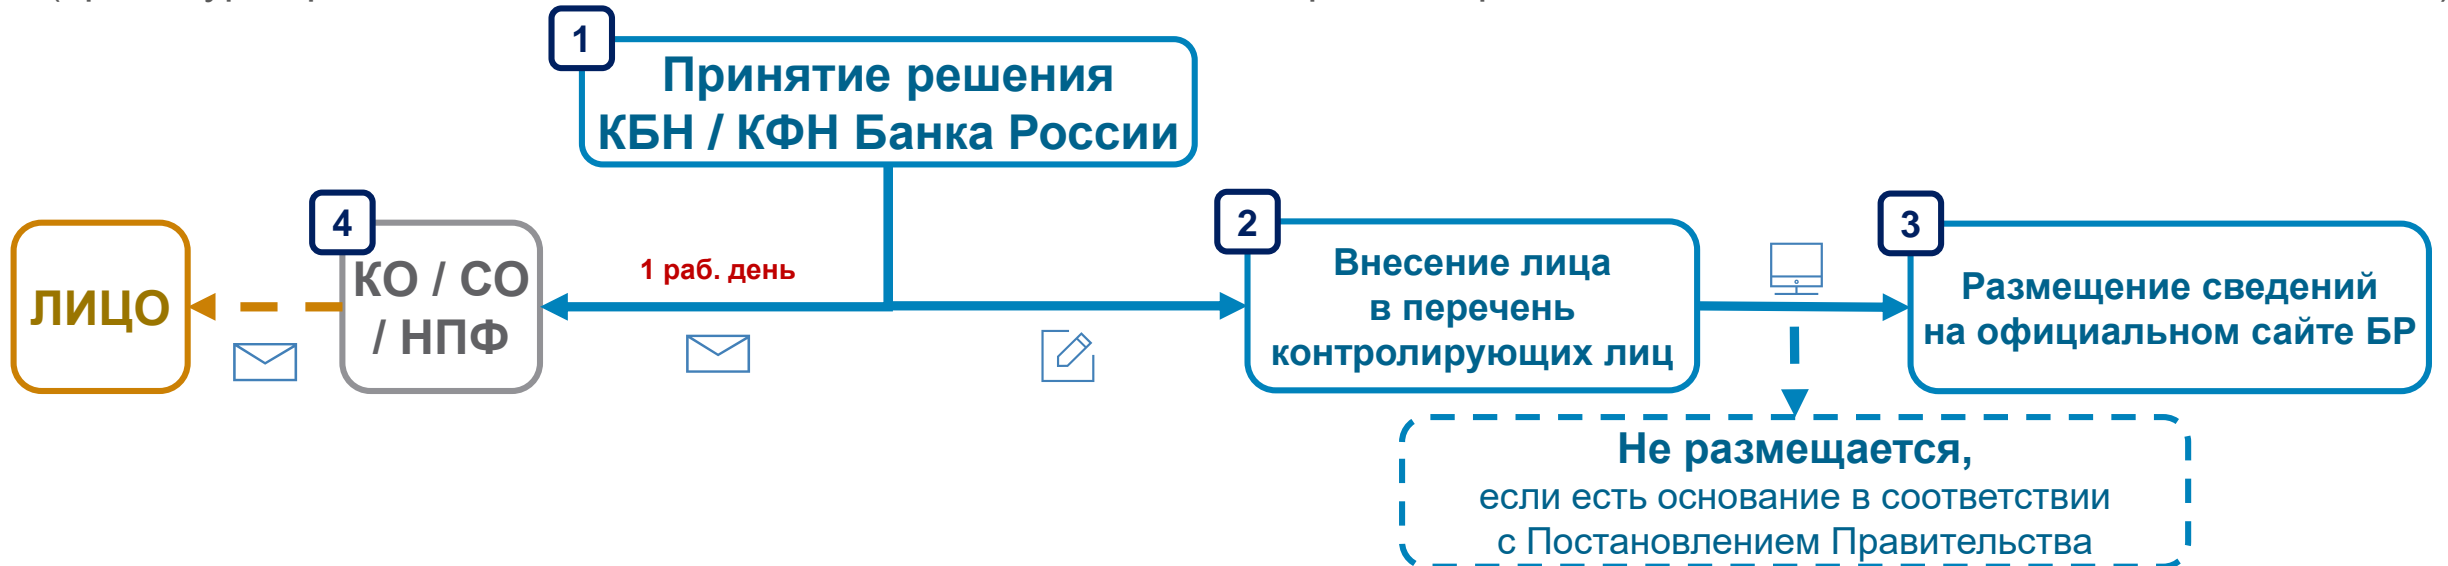 1
Принятие решения
КБН / КФН Банка России
4
ЛИЦО
КО / СО
/ НПФ
1 раб. день
2
Внесение лица
в перечень
контролирующих лиц
3
Размещение сведений
на официальном сайте БР
Не размещается,
если есть основание в соответствии
с Постановлением Правительства